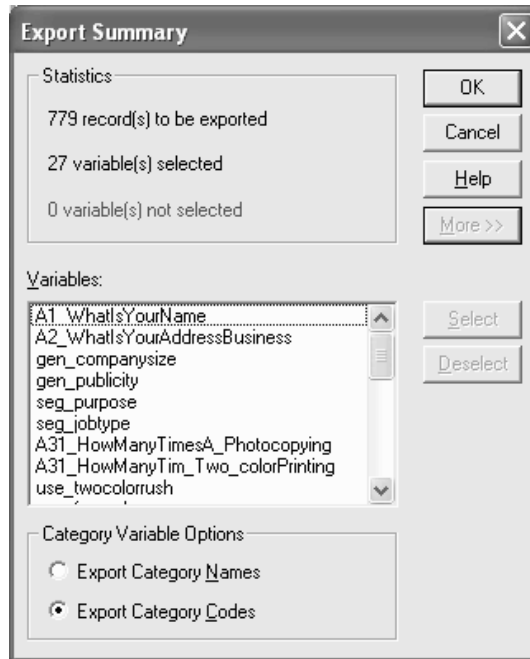 Export Summary
Statistics
779 record(s) to be exported
27 variable(s) selected
0 variable(s) not selected
OK
Cancel
Help
More >>
Variables:
A1_WhatIsYourName
A2_WhatIsYourAddressBusiness
gen_companysize
gen_publicity
seg_purpose
seg_jobtype
A31_HowManyTimesA_Photocopying
A31_HowManyTim_Two_colorPrinting
use_twocolorrush
Select
Deselect
Category Variable Options
Export Category Names
Export Category Codes